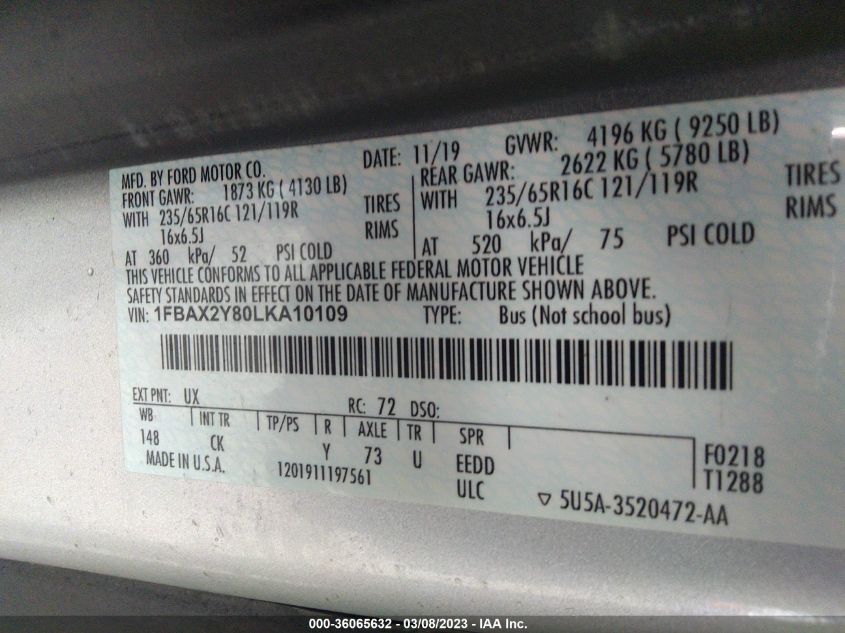 MFD. BY FORD MOTOR CO.
DATE: 11/19 GVWR: 4196 KG ( 9250 LB)
FRONT GAWR: 1873 KG ( 4130 LB)
REAR GAWR: 2622 KG ( 5780 LB)
WITH 235/65R16C 121/119R TIRES
WITH 235/65R16C 121/119R TIRES
16x6.5J RIMS
16x6.5J RIMS
AT 360 kPa/ 52 PSI COLD
AT 520 kPa/ 75 PSI COLD
THIS VEHICLE CONFORMS TO ALL APPLICABLE FEDERAL MOTOR VEHICLE
SAFETY STANDARDS IN EFFECT ON THE DATE OF MANUFACTURE SHOWN ABOVE.
VIN: 1FBAX2Y80LKA10109 TYPE: Bus (Not school bus)
EXT PNT: UX RC: 72 DSO:
WB INT TR TP/PS R AXLE TR SPR
148 CK Y 73 U EEDD F0218
MADE IN U.S.A. 1201911197561 ULC T1288
5U5A-3520472-AA
000-36065632 - 03/08/2023 - IAA Inc.